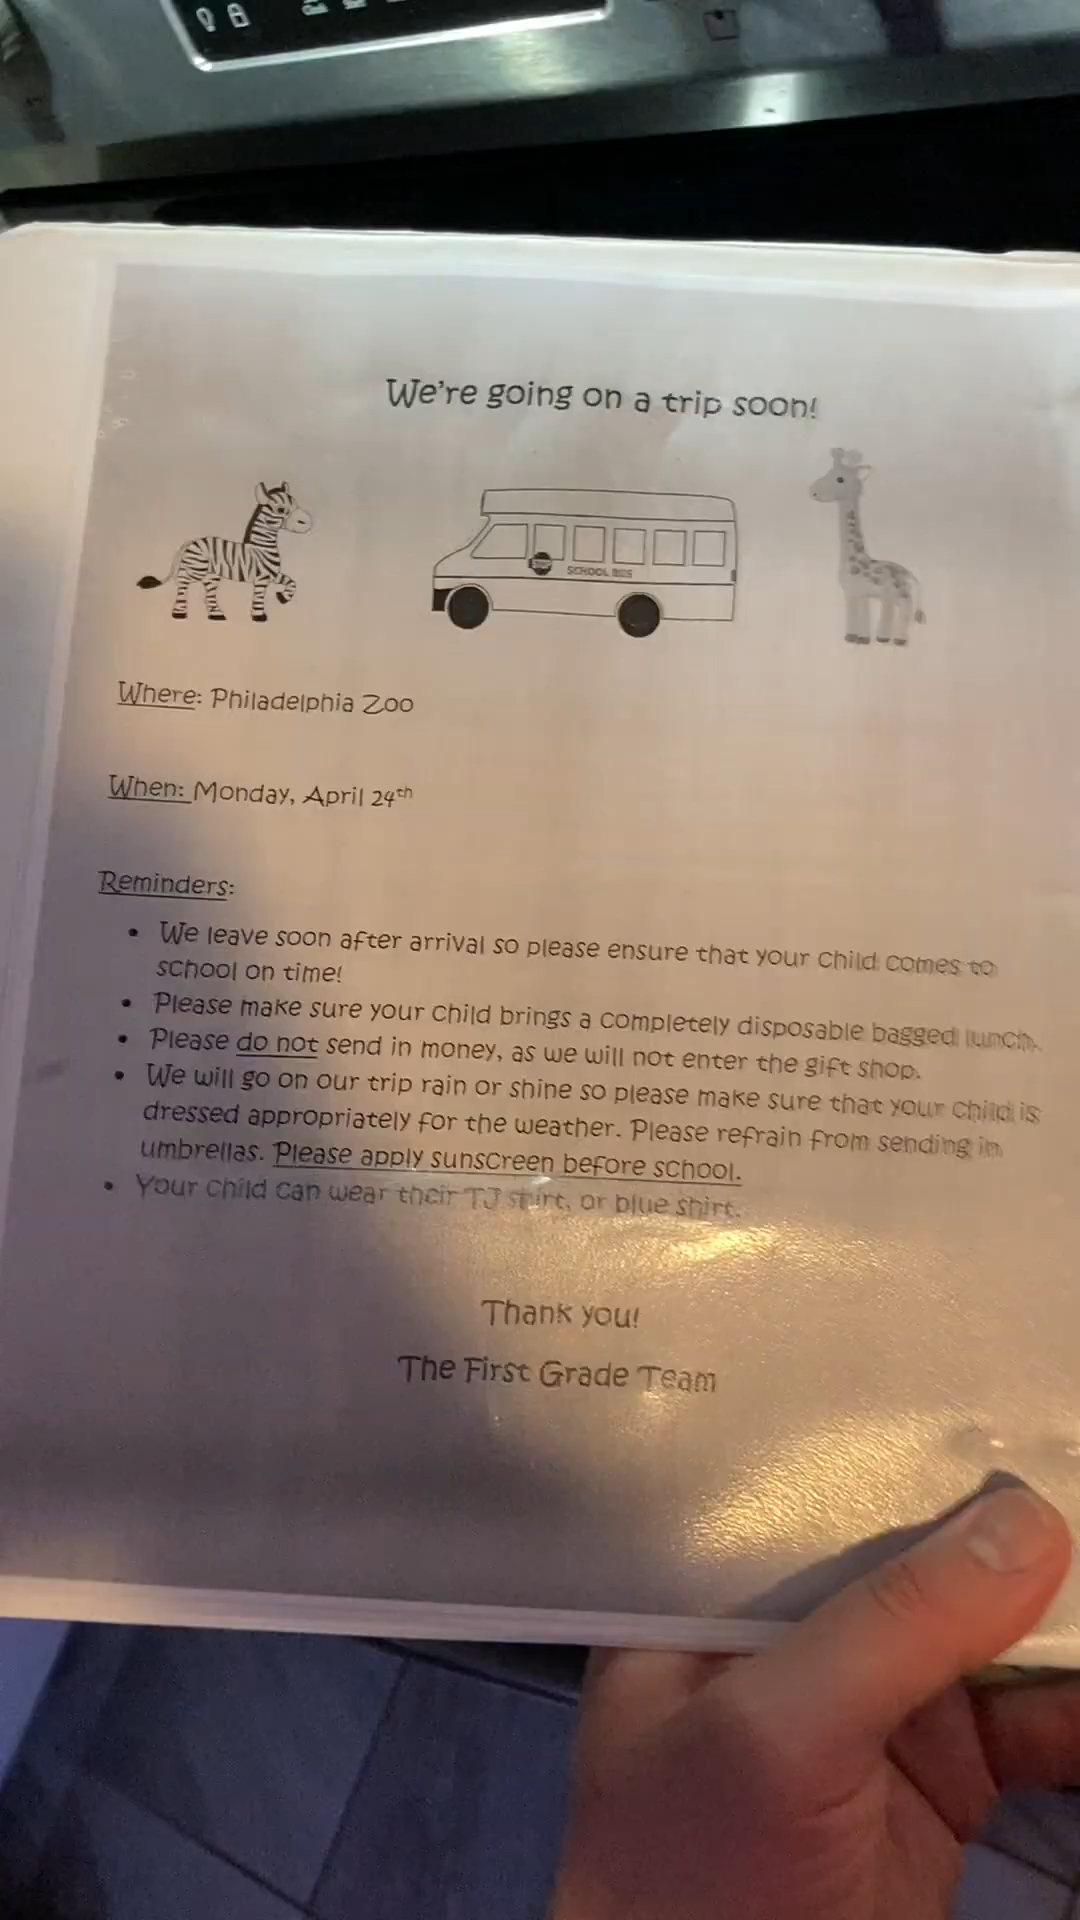 We're going on a trip soon!
STOP
SCHOOL BUS
Where: Philadelphia Zoo
When: Monday, April 24th
Reminders:
• We leave soon after arrival so please ensure that your child comes to
school on time!
• Please make sure your child brings a completely disposable bagged lunch.
• Please do not send in money, as we will not enter the gift shop.
• We will go on our trip rain or shine so please make sure that your child is
dressed appropriately for the weather. Please refrain from sending in
umbrellas. Please apply sunscreen before school.
• Your child can wear their TJ shirt, or blue shirt.
Thank you!
The First Grade Team